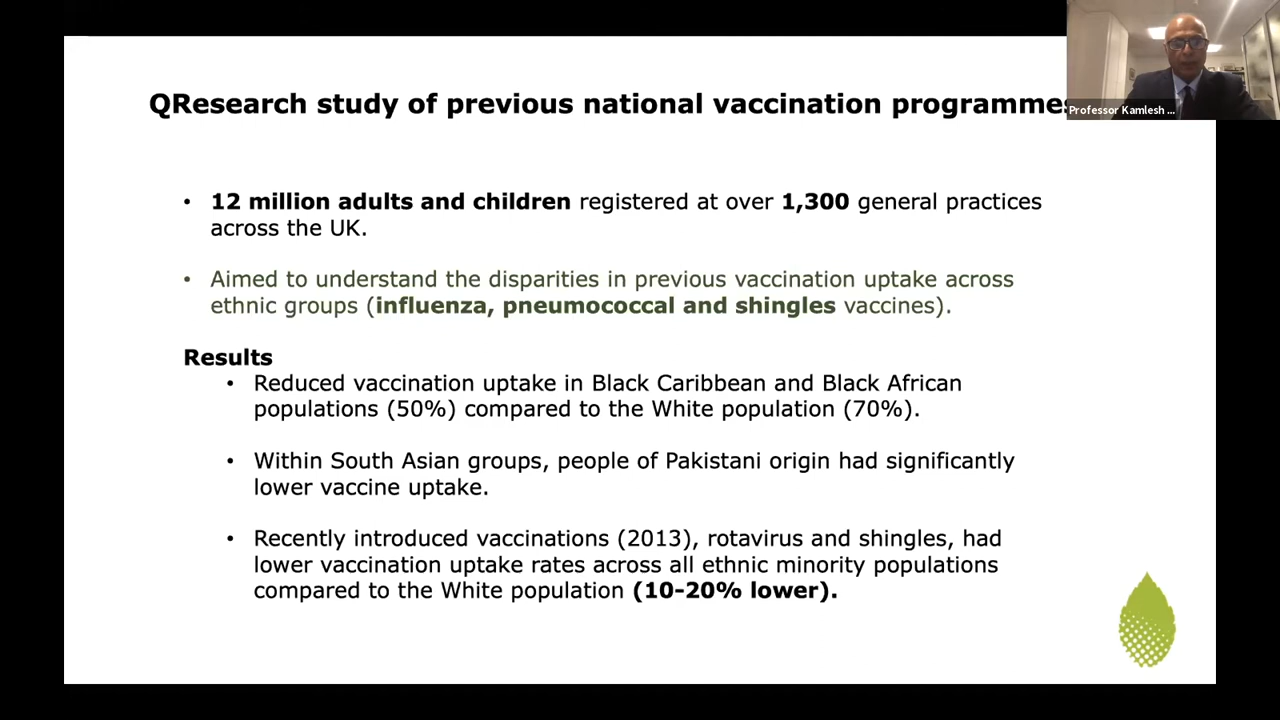 QResearch study of previous national vaccination programmes
Professor Kamlesh ...
• 12 million adults and children registered at over 1,300 general practices
across the UK.
• Aimed to understand the disparities in previous vaccination uptake across
ethnic groups (influenza, pneumococcal and shingles vaccines).
Results
• Reduced vaccination uptake in Black Caribbean and Black African
populations (50%) compared to the White population (70%).
• Within South Asian groups, people of Pakistani origin had significantly
lower vaccine uptake.
• Recently introduced vaccinations (2013), rotavirus and shingles, had
lower vaccination uptake rates across all ethnic minority populations
compared to the White population (10-20% lower).